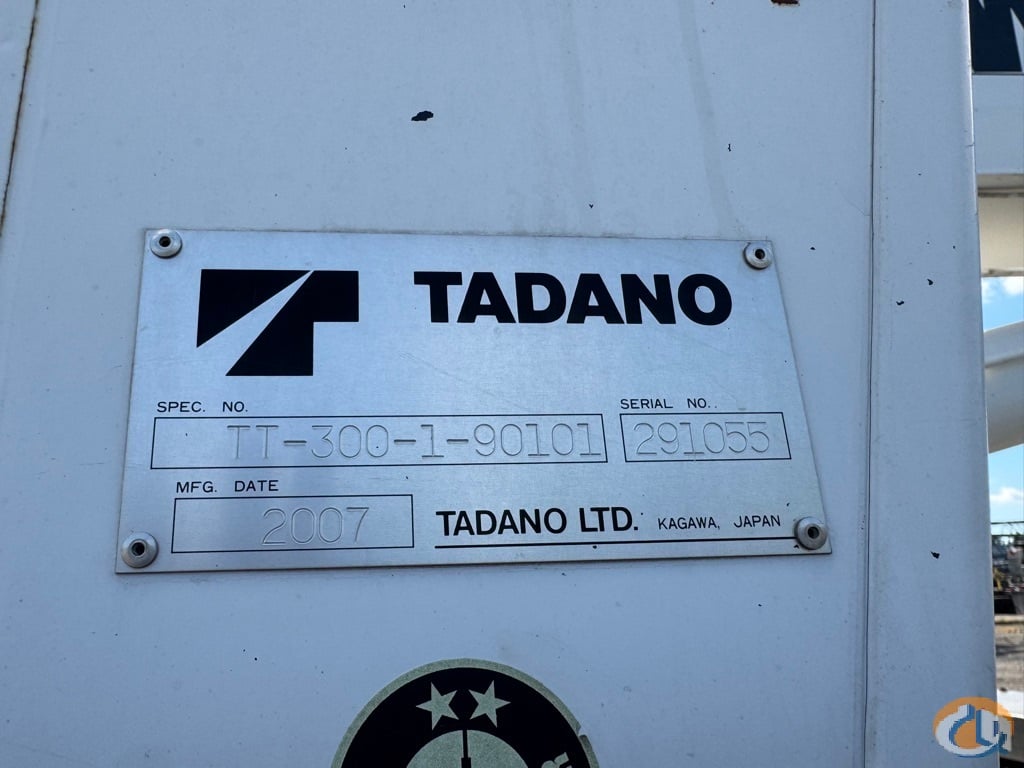 TADANO
SPEC. NO.
TT-300-1-90101
SERIAL NO..
291055
MFG. DATE
2007
TADANO LTD. KAGAWA, JAPAN